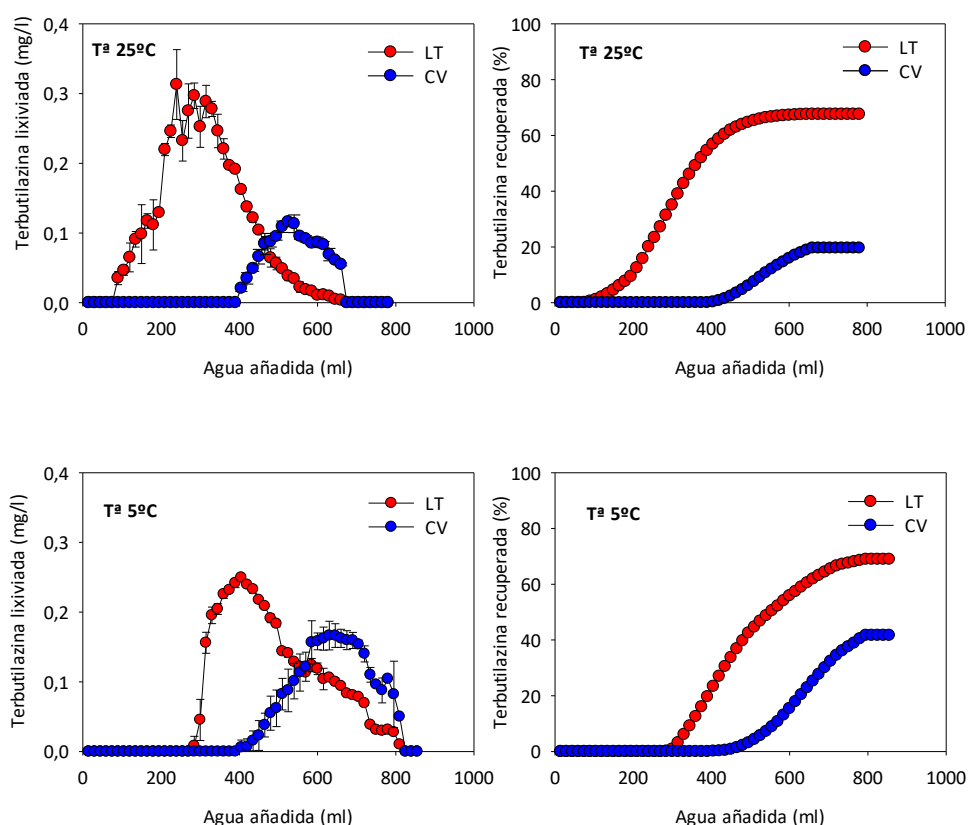 Terbutilazina lixiviada (mg/l)
0,4
0,3
0,2
0,1
0,0
Tª 25ºC
LT
CV
0 200 400 600 800 1000
Agua añadida (ml)
Terbutilazina recuperada (%)
100
80
60
40
20
0
Tª 25ºC
LT
CV
0 200 400 600 800 1000
Agua añadida (ml)
Terbutilazina lixiviada (mg/l)
0,4
0,3
0,2
0,1
0,0
Tª 5ºC
LT
CV
0 200 400 600 800 1000
Agua añadida (ml)
Terbutilazina recuperada (%)
100
80
60
40
20
0
Tª 5ºC
LT
CV
0 200 400 600 800 1000
Agua añadida (ml)